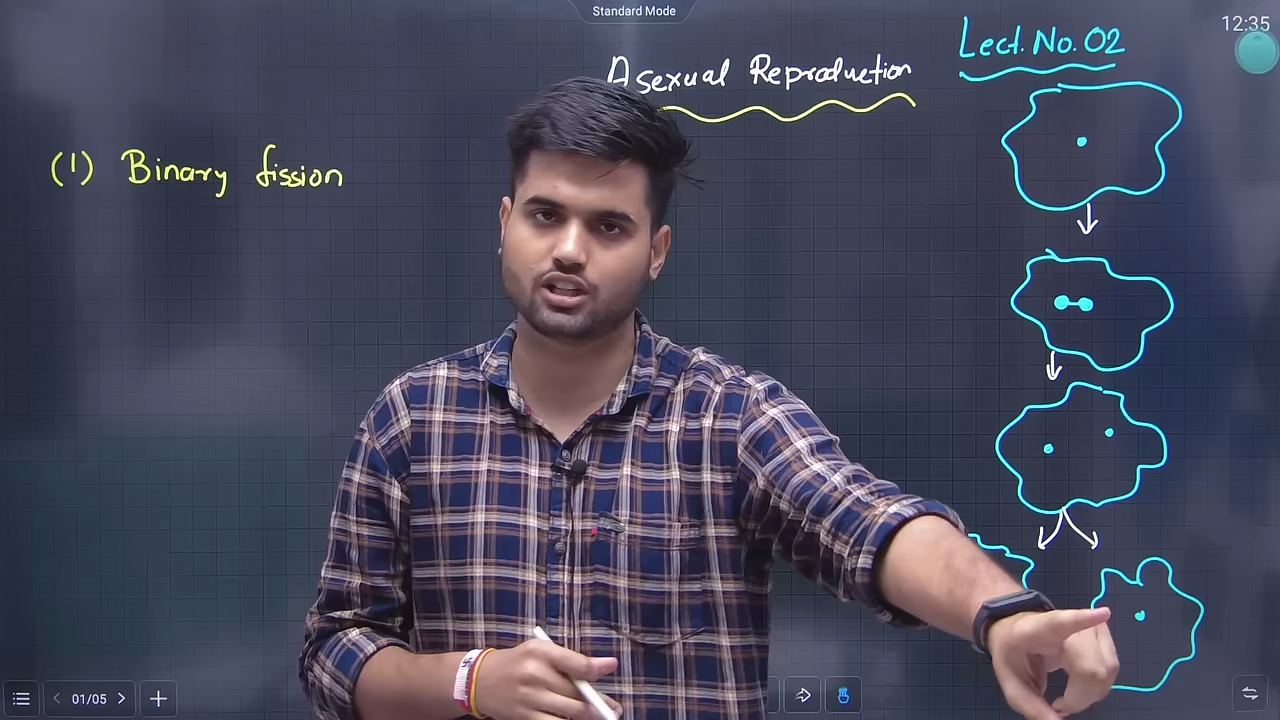 Standard Mode
12:35
Lect. No. 02
Asexual Reproduction
(1) Binary fission
01/05